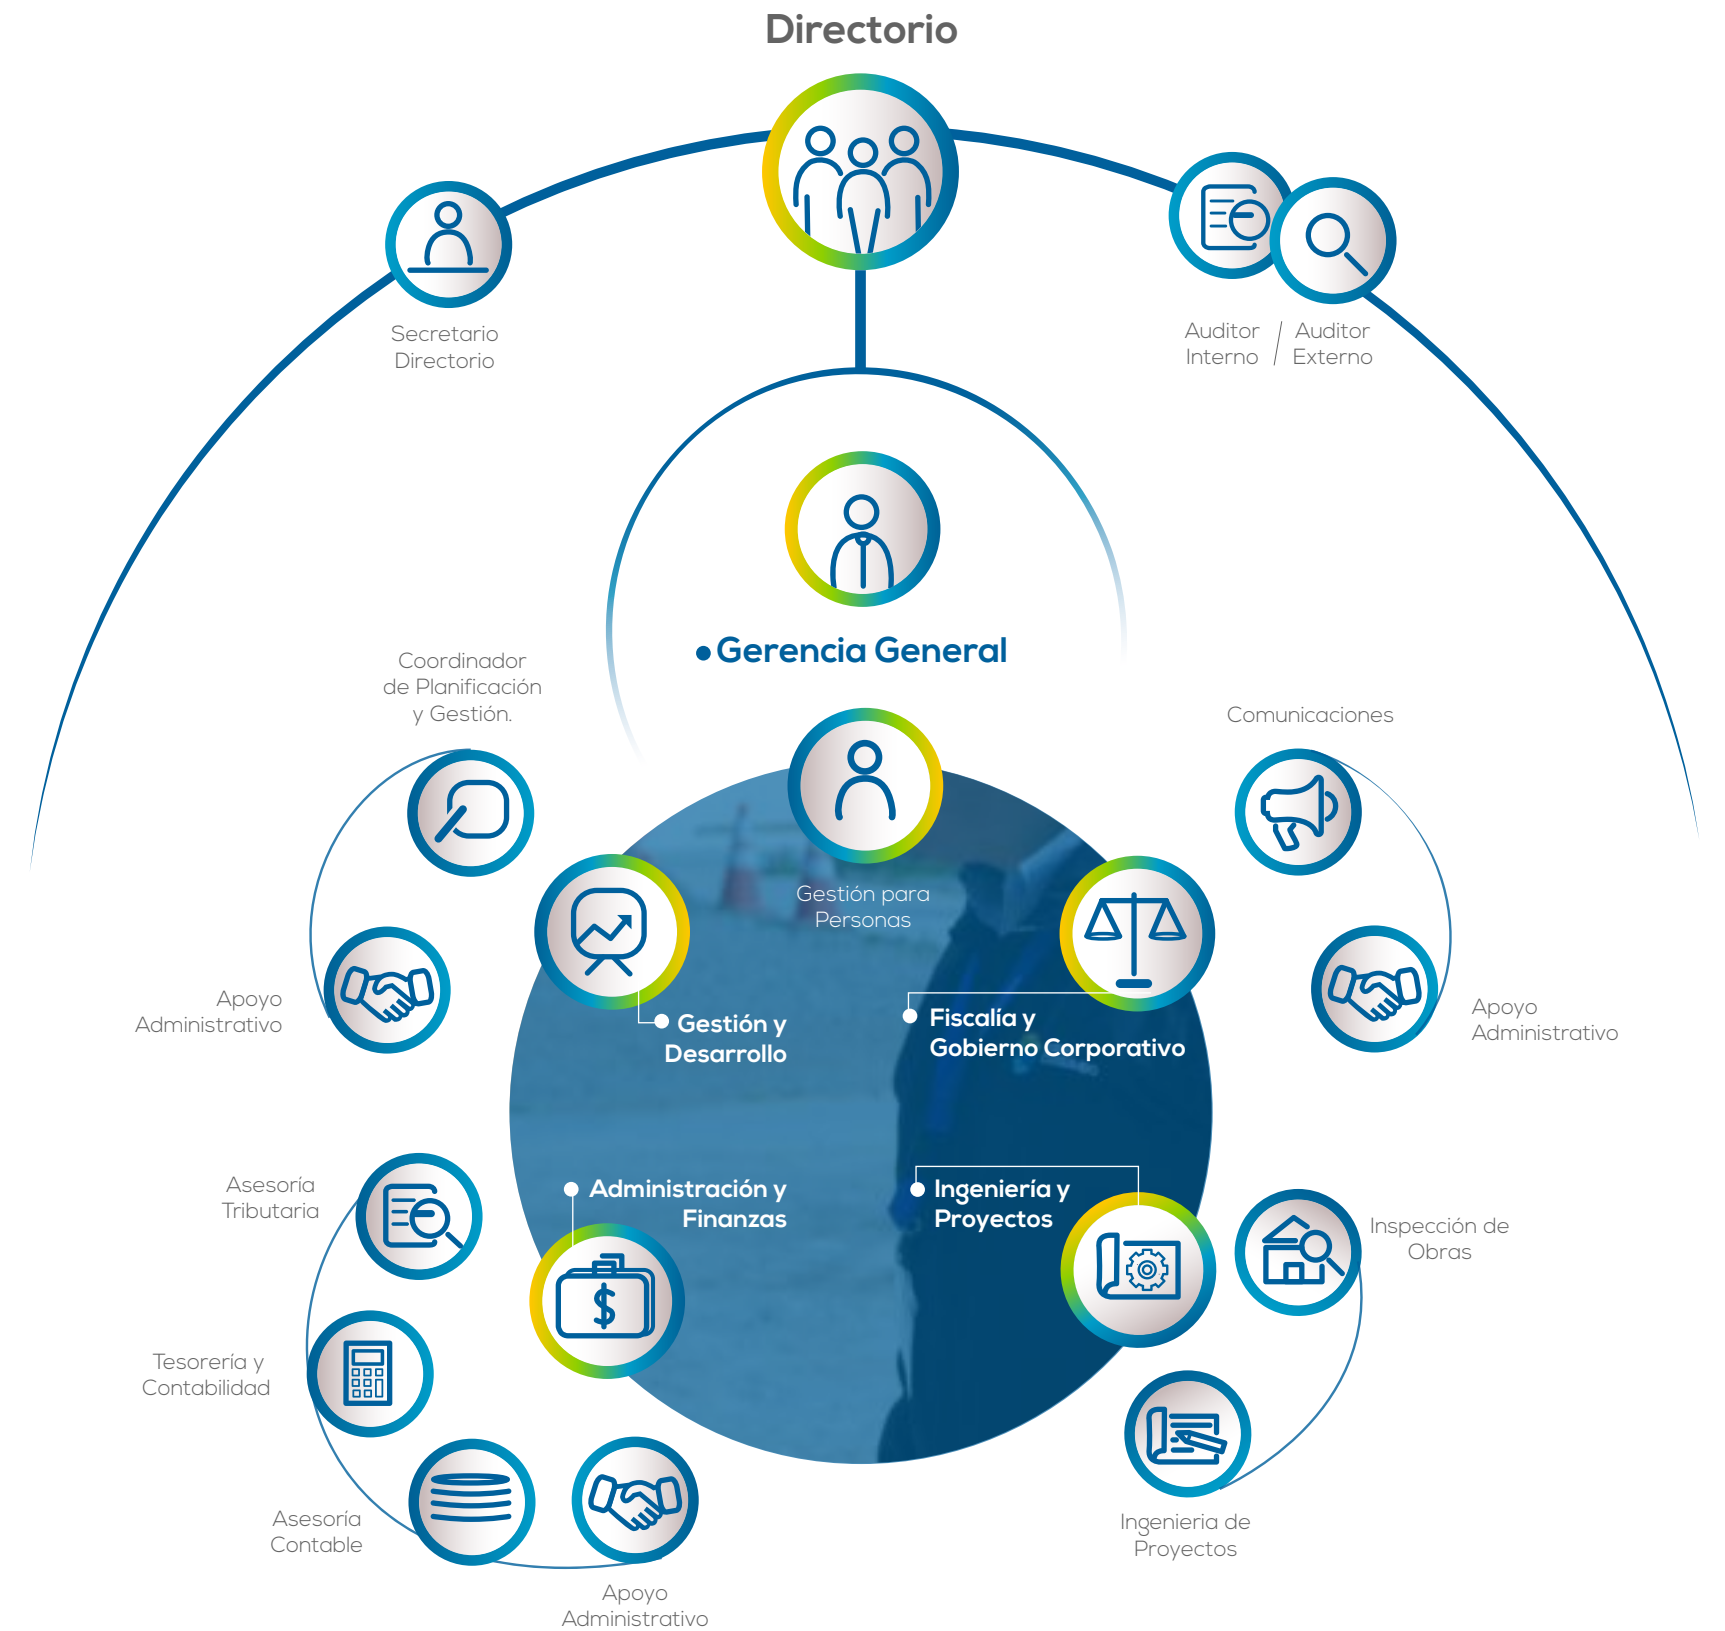 Directorio
Secretario
Directorio
Auditor
Interno
/
Auditor
Externo
Gerencia General
Coordinador
de Planificación
y Gestión.
Comunicaciones
Gestión para
Personas
Apoyo
Administrativo
Gestión y
Desarrollo
Fiscalía y
Gobierno Corporativo
Apoyo
Administrativo
Asesoría
Tributaria
Administración y
Finanzas
Ingeniería y
Proyectos
Inspección de
Obras
Tesorería y
Contabilidad
$
Asesoría
Contable
Ingenieria de
Proyectos
Apoyo
Administrativo